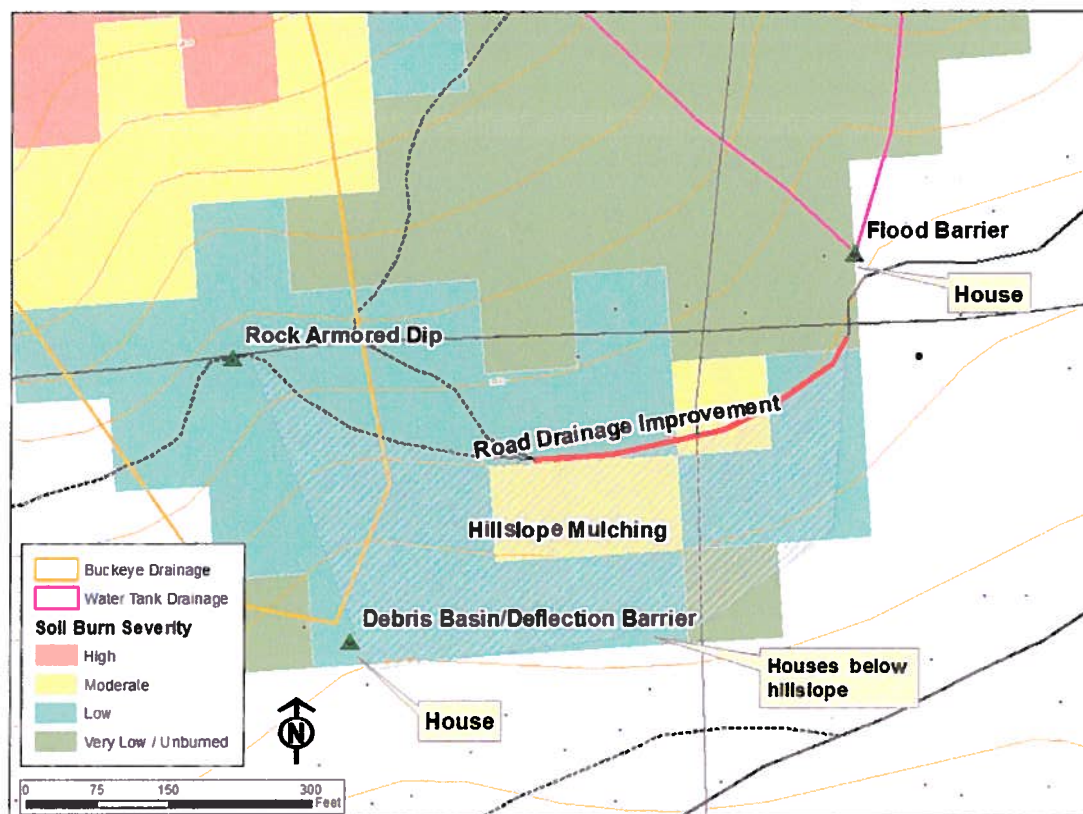 Flood Barrier
House
Rock Armored Dip
Road Drainage Improvement
Hillslope Mulching
Debris Basin/Deflection Barrier
Houses below
hillslope
House
Buckeye Drainage
Water Tank Drainage
Soil Burn Severity
High
Moderate
Low
Very Low / Unburned
N
0 75 150 300
Feet